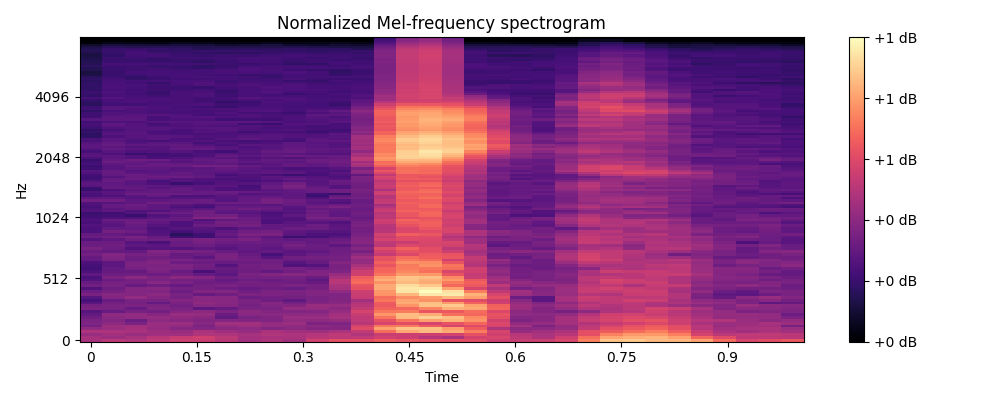 Normalized Mel-frequency spectrogram
Hz
4096
2048
1024
512
0
0 0.15 0.3 0.45 0.6 0.75 0.9
Time
+1 dB
+1 dB
+1 dB
+0 dB
+0 dB
+0 dB